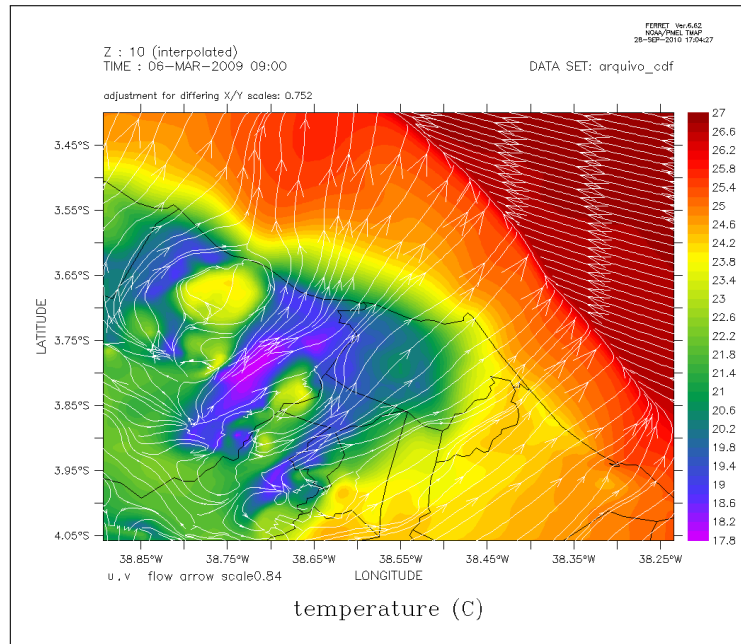 FERRET Ver.6.62
NOAA/PMEL TMAP
28-SEP-2010 17:04:27
Z : 10 (interpolated)
TIME : 06-MAR-2009 09:00
DATA SET: arquivo_cdf
adjustment for differing X/Y scales: 0.752
LATITUDE
3.45°S
3.55°S
3.65°S
3.75°S
3.85°S
3.95°S
4.05°S
27
26.6
26.2
25.8
25.4
25
24.6
24.2
23.8
23.4
23
22.6
22.2
21.8
21.4
21
20.6
20.2
19.8
19.4
19
18.6
18.2
17.8
38.85°W 38.75°W 38.65°W 38.55°W 38.45°W 38.35°W 38.25°W
u.v flow arrow scale0.84
LONGITUDE
temperature (C)